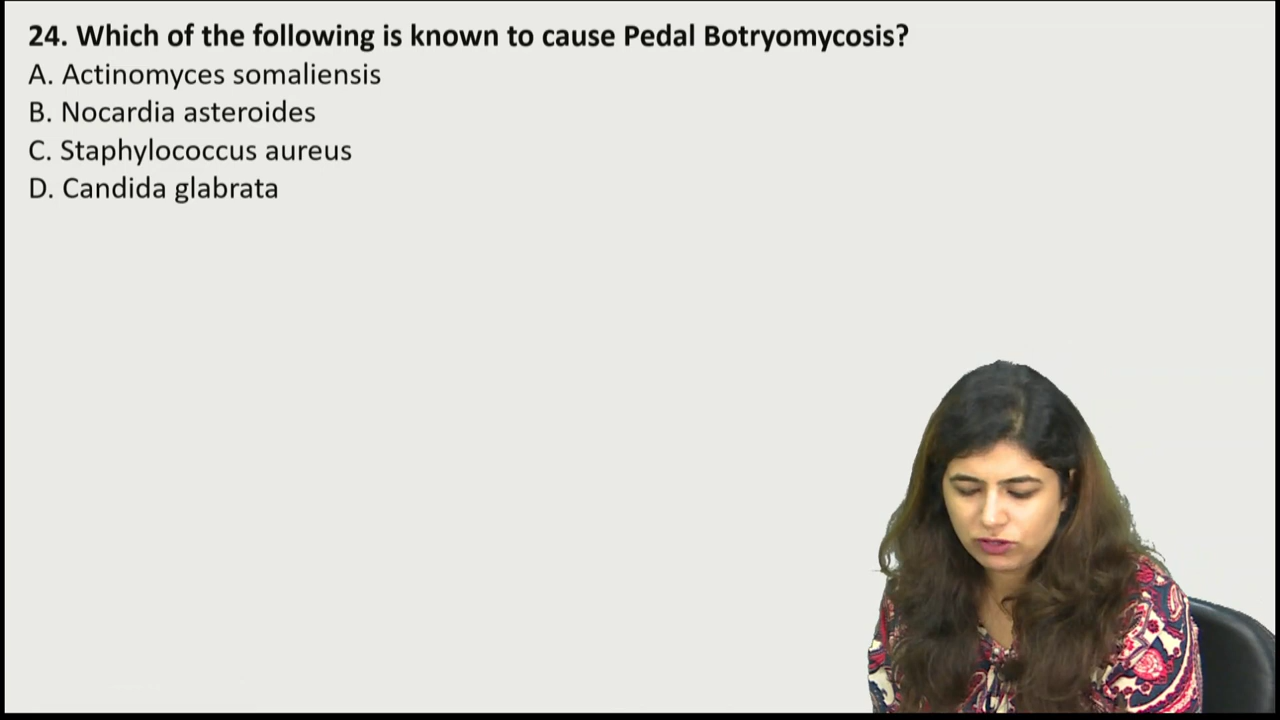 24. Which of the following is known to cause Pedal Botryomycosis?
A. Actinomyces somaliensis
B. Nocardia asteroides
C. Staphylococcus aureus
D. Candida glabrata